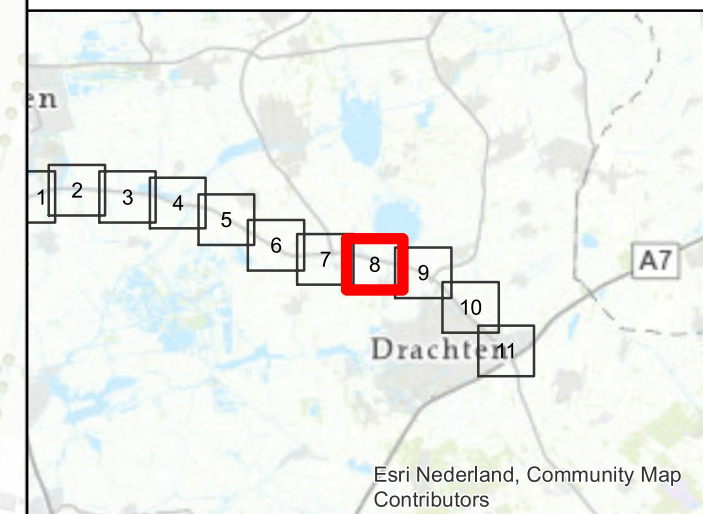 en
1 2 3 4 5 6 7 8 9 10 11
A7
Drachten
Esri Nederland, Community Map
Contributors